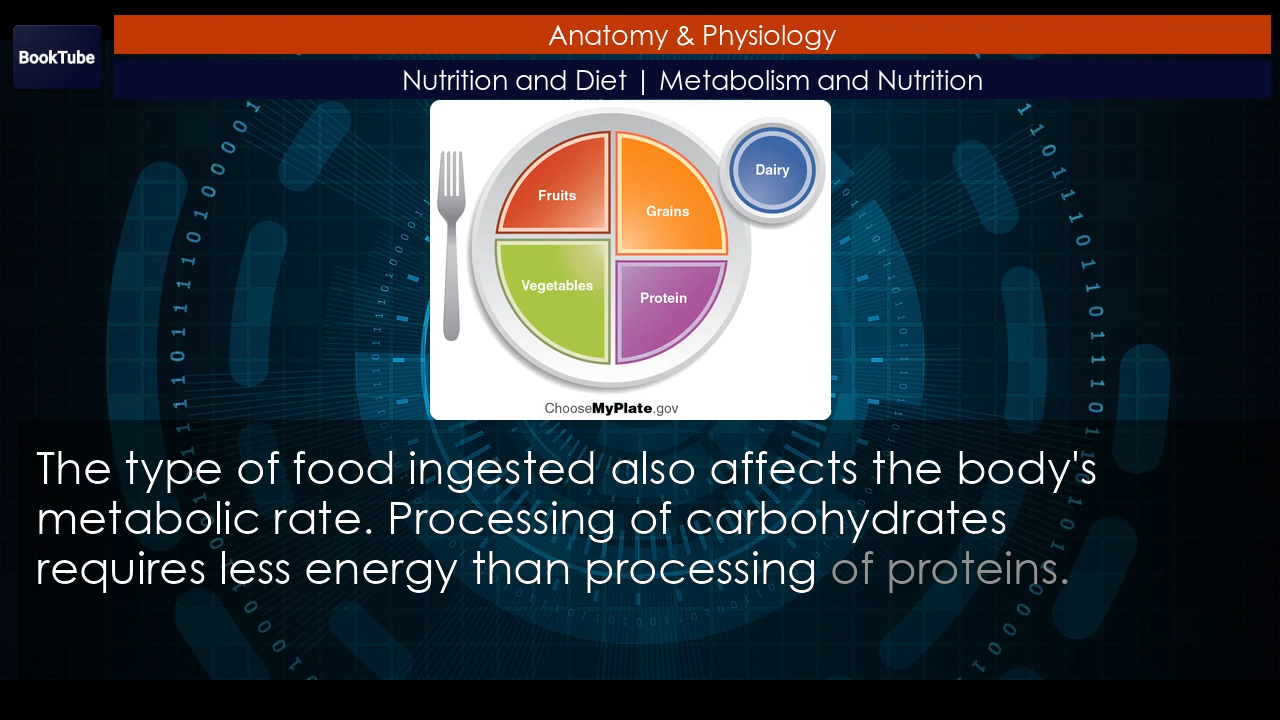 Anatomy & Physiology
BookTube
Nutrition and Diet | Metabolism and Nutrition
Fruits
Grains
Dairy
Vegetables
Protein
ChooseMyPlate.gov
The type of food ingested also affects the body's
metabolic rate. Processing of carbohydrates
requires less energy than processing of proteins.